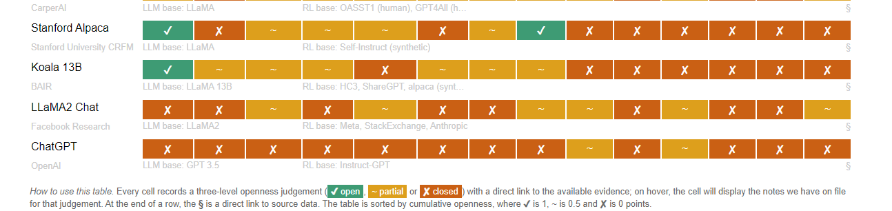 CarperAI LLM base: LLaMA RL base: OASST1 (human), GPT4All (h... §
Stanford Alpaca ✓ ✗ ~ ~ ~ ✗ ~ ✓ ✗ ✗ ✗ ✗ ✗ ✗
Stanford University CRFM LLM base: LLaMA RL base: Self-Instruct (synthetic) §
Koala 13B ✓ ~ ~ ~ ✗ ~ ~ ~ ✗ ✗ ✗ ✗ ✗ ✗
BAIR LLM base: LLaMA 13B RL base: HC3, ShareGPT, alpaca (synt... §
LLaMA2 Chat ✗ ✗ ~ ✗ ~ ✗ ✗ ~ ~ ✗ ~ ✗ ✗ ~
Facebook Research LLM base: LLaMA2 RL base: Meta, StackExchange, Anthropic §
ChatGPT ✗ ✗ ✗ ✗ ✗ ✗ ✗ ✗ ✗ ~ ✗ ~ ✗ ✗ ✗
OpenAI LLM base: GPT 3.5 RL base: Instruct-GPT §
How to use this table. Every cell records a three-level openness judgement (✓ open, ~ partial or ✗ closed) with a direct link to the available evidence; on hover, the cell will display the notes we have on file
for that judgement. At the end of a row, the § is a direct link to source data. The table is sorted by cumulative openness, where ✓ is 1, ~ is 0.5 and ✗ is 0 points.